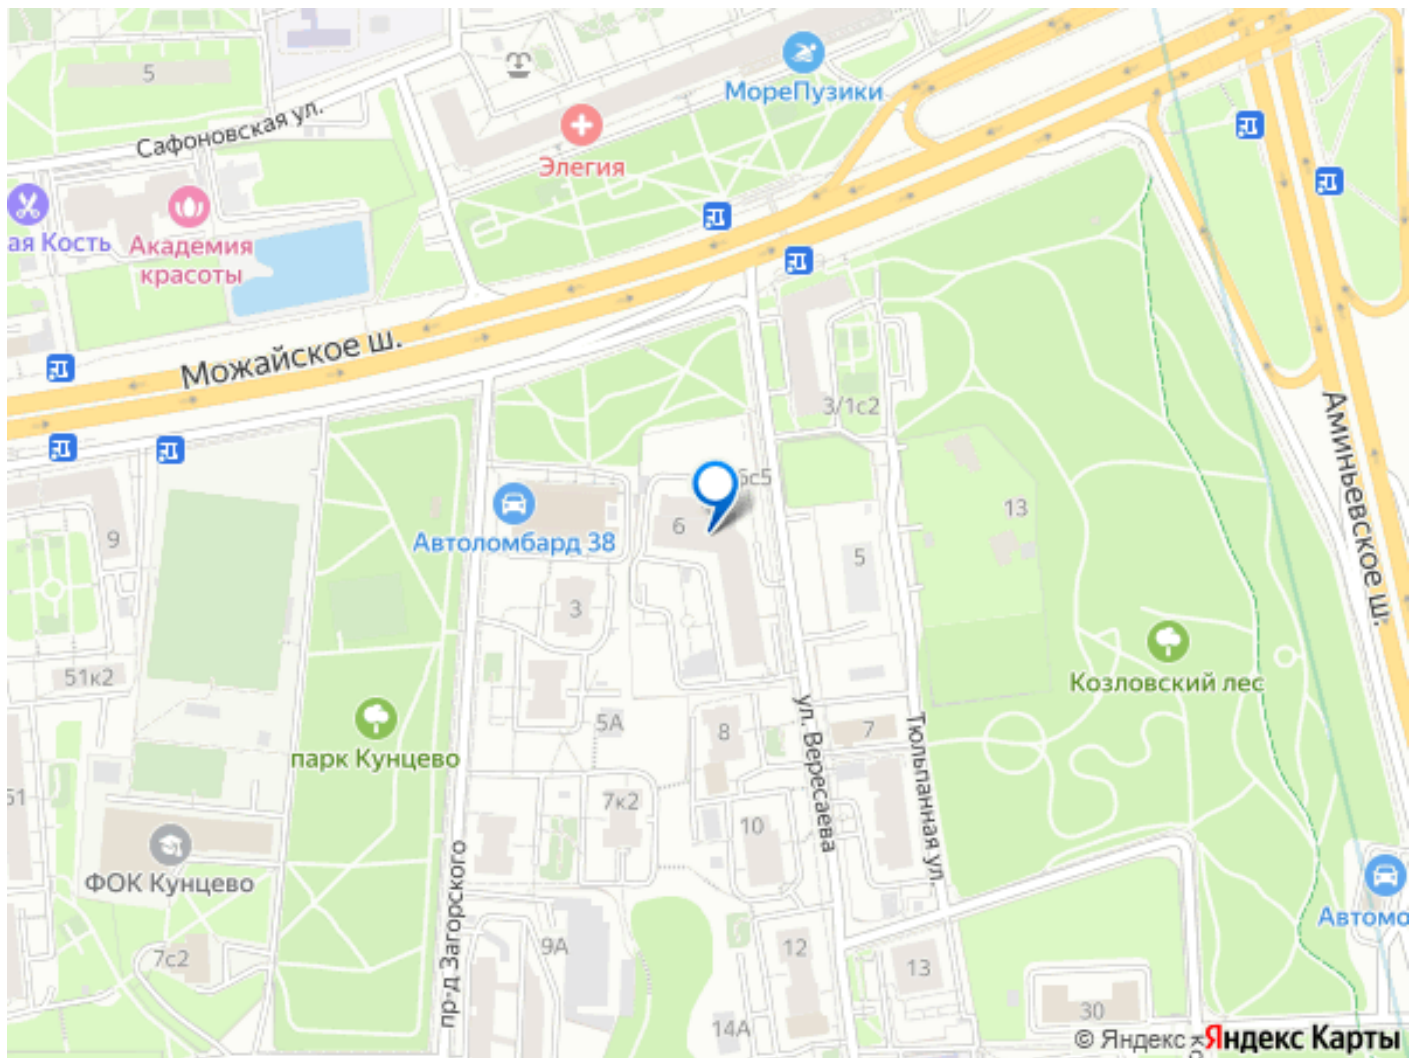 5
МореПузики
Сафоновская ул.
Элегия
ая Кость
Академия
красоты
Можайское ш.
3/1с2
Аминьевское ш.
5с5
13
6
Автоломбард 38
9
5
3
51к2
Козловский лес
5А
8
7
ул. Вересаева
Тюльпанная ул.
парк Кунцево
51
7к2
10
ФОК Кунцево
пр-д Загорского
Автомо
7с2
9А
12
13
30
14А
© Яндекс
Яндекс Карты